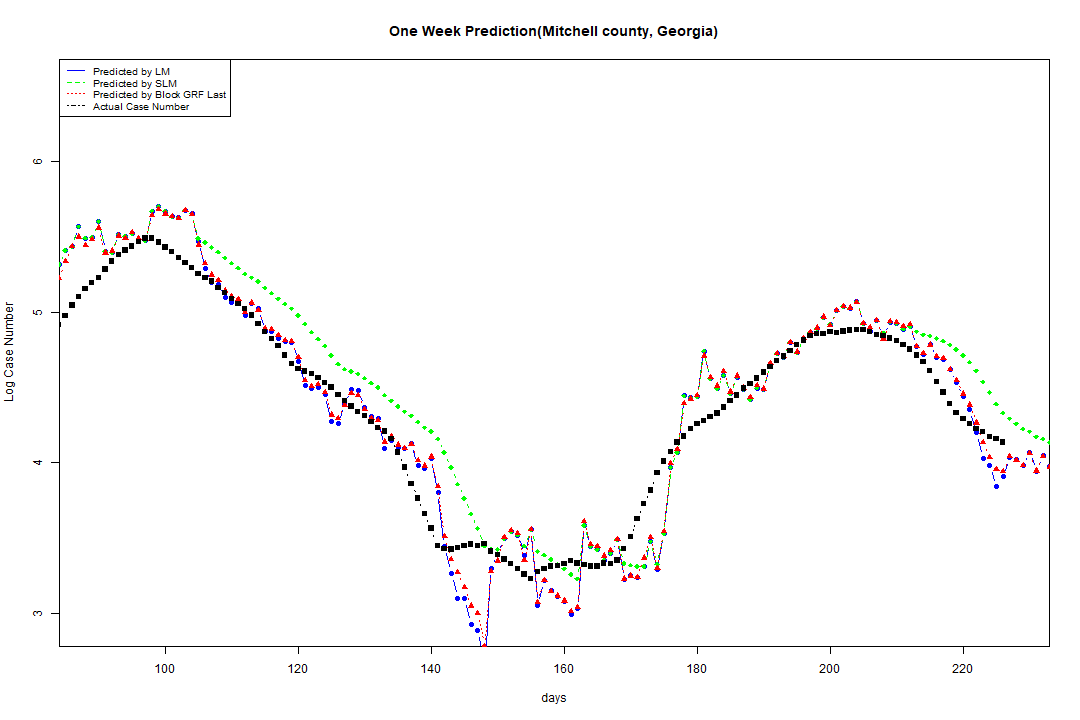 One Week Prediction(Mitchell county, Georgia)
Predicted by LM
Predicted by SLM
Predicted by Block GRF Last
Actual Case Number
Log Case Number
6
5
4
3
100 120 140 160 180 200 220
days